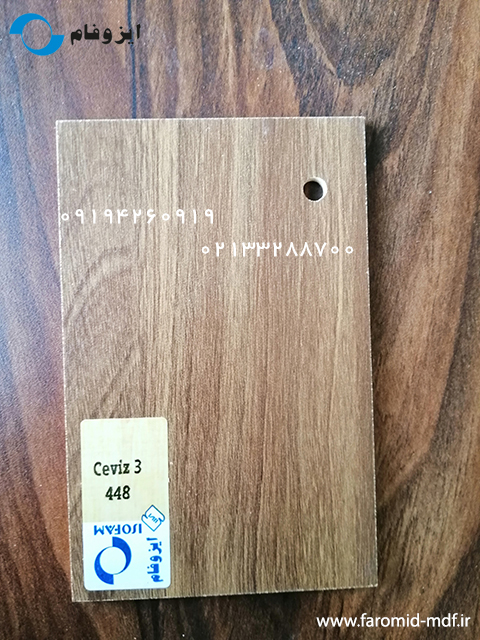 ایزوفام
۰۹۱۹۴۲۶۰۹۱۹
۰۲۱۳۳۲۸۸۷۰۰
Ceviz 3
448
ISOFAM
ایزوفام
www.faromid-mdf.ir